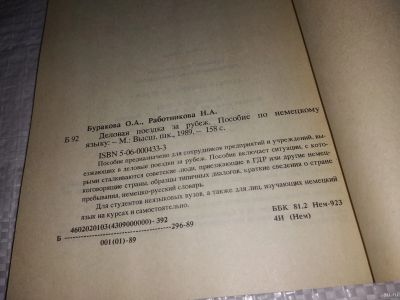 Буракова О.А., Работникова И.А.
Б 92
Деловая поездка за рубеж. Пособие по немецкому
языку: – М.: Высш. шк., 1989. – 158 с.
ISBN 5-06-000433-3
Пособие предназначено для сотрудников предприятий и учреждений, вы-
езжающих в деловые поездки за рубеж. Пособие включает ситуации, с кото-
рыми сталкиваются советские люди, приезжающие в ГДР или другие немец-
коговорящие страны, образцы типичных диалогов, краткие сведения о стране
пребывания, немецко-русский словарь.
Для студентов неязыковых вузов, а также для лиц, изучающих немецкий
язык на курсах и самостоятельно.
Б 4602020103(4309000000)- 392 296-89
001(01)-89
ББК 81.2 Нем-923
4И (Нем)